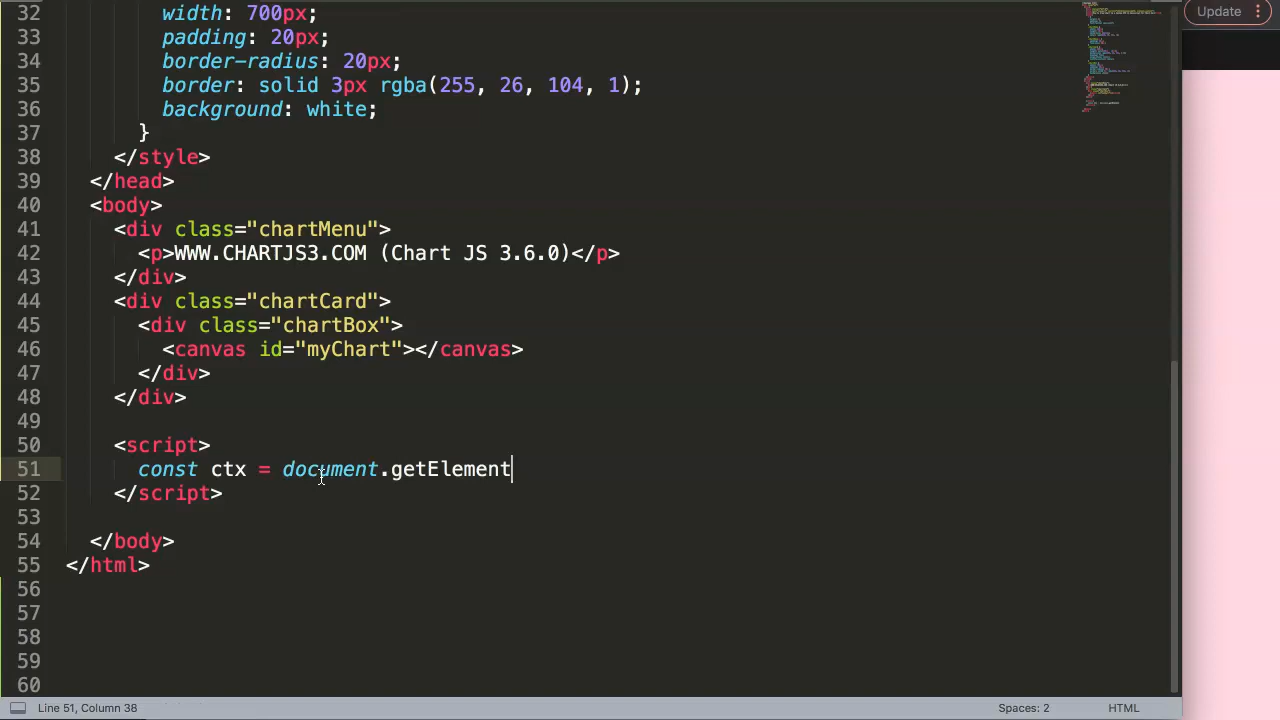 Update
32 width: 700px;
33 padding: 20px;
34 border-radius: 20px;
35 border: solid 3px rgba(255, 26, 104, 1);
36 background: white;
37 }
38 </style>
39 </head>
40 <body>
41 <div class="chartMenu">
42 <p>WWW.CHARTJS3.COM (Chart JS 3.6.0)</p>
43 </div>
44 <div class="chartCard">
45 <div class="chartBox">
46 <canvas id="myChart"></canvas>
47 </div>
48 </div>
49
50 <script>
51 const ctx = document.getElement
52 </script>
53
54 </body>
55 </html>
56
57
58
59
60
Line 51, Column 38
Spaces: 2
HTML